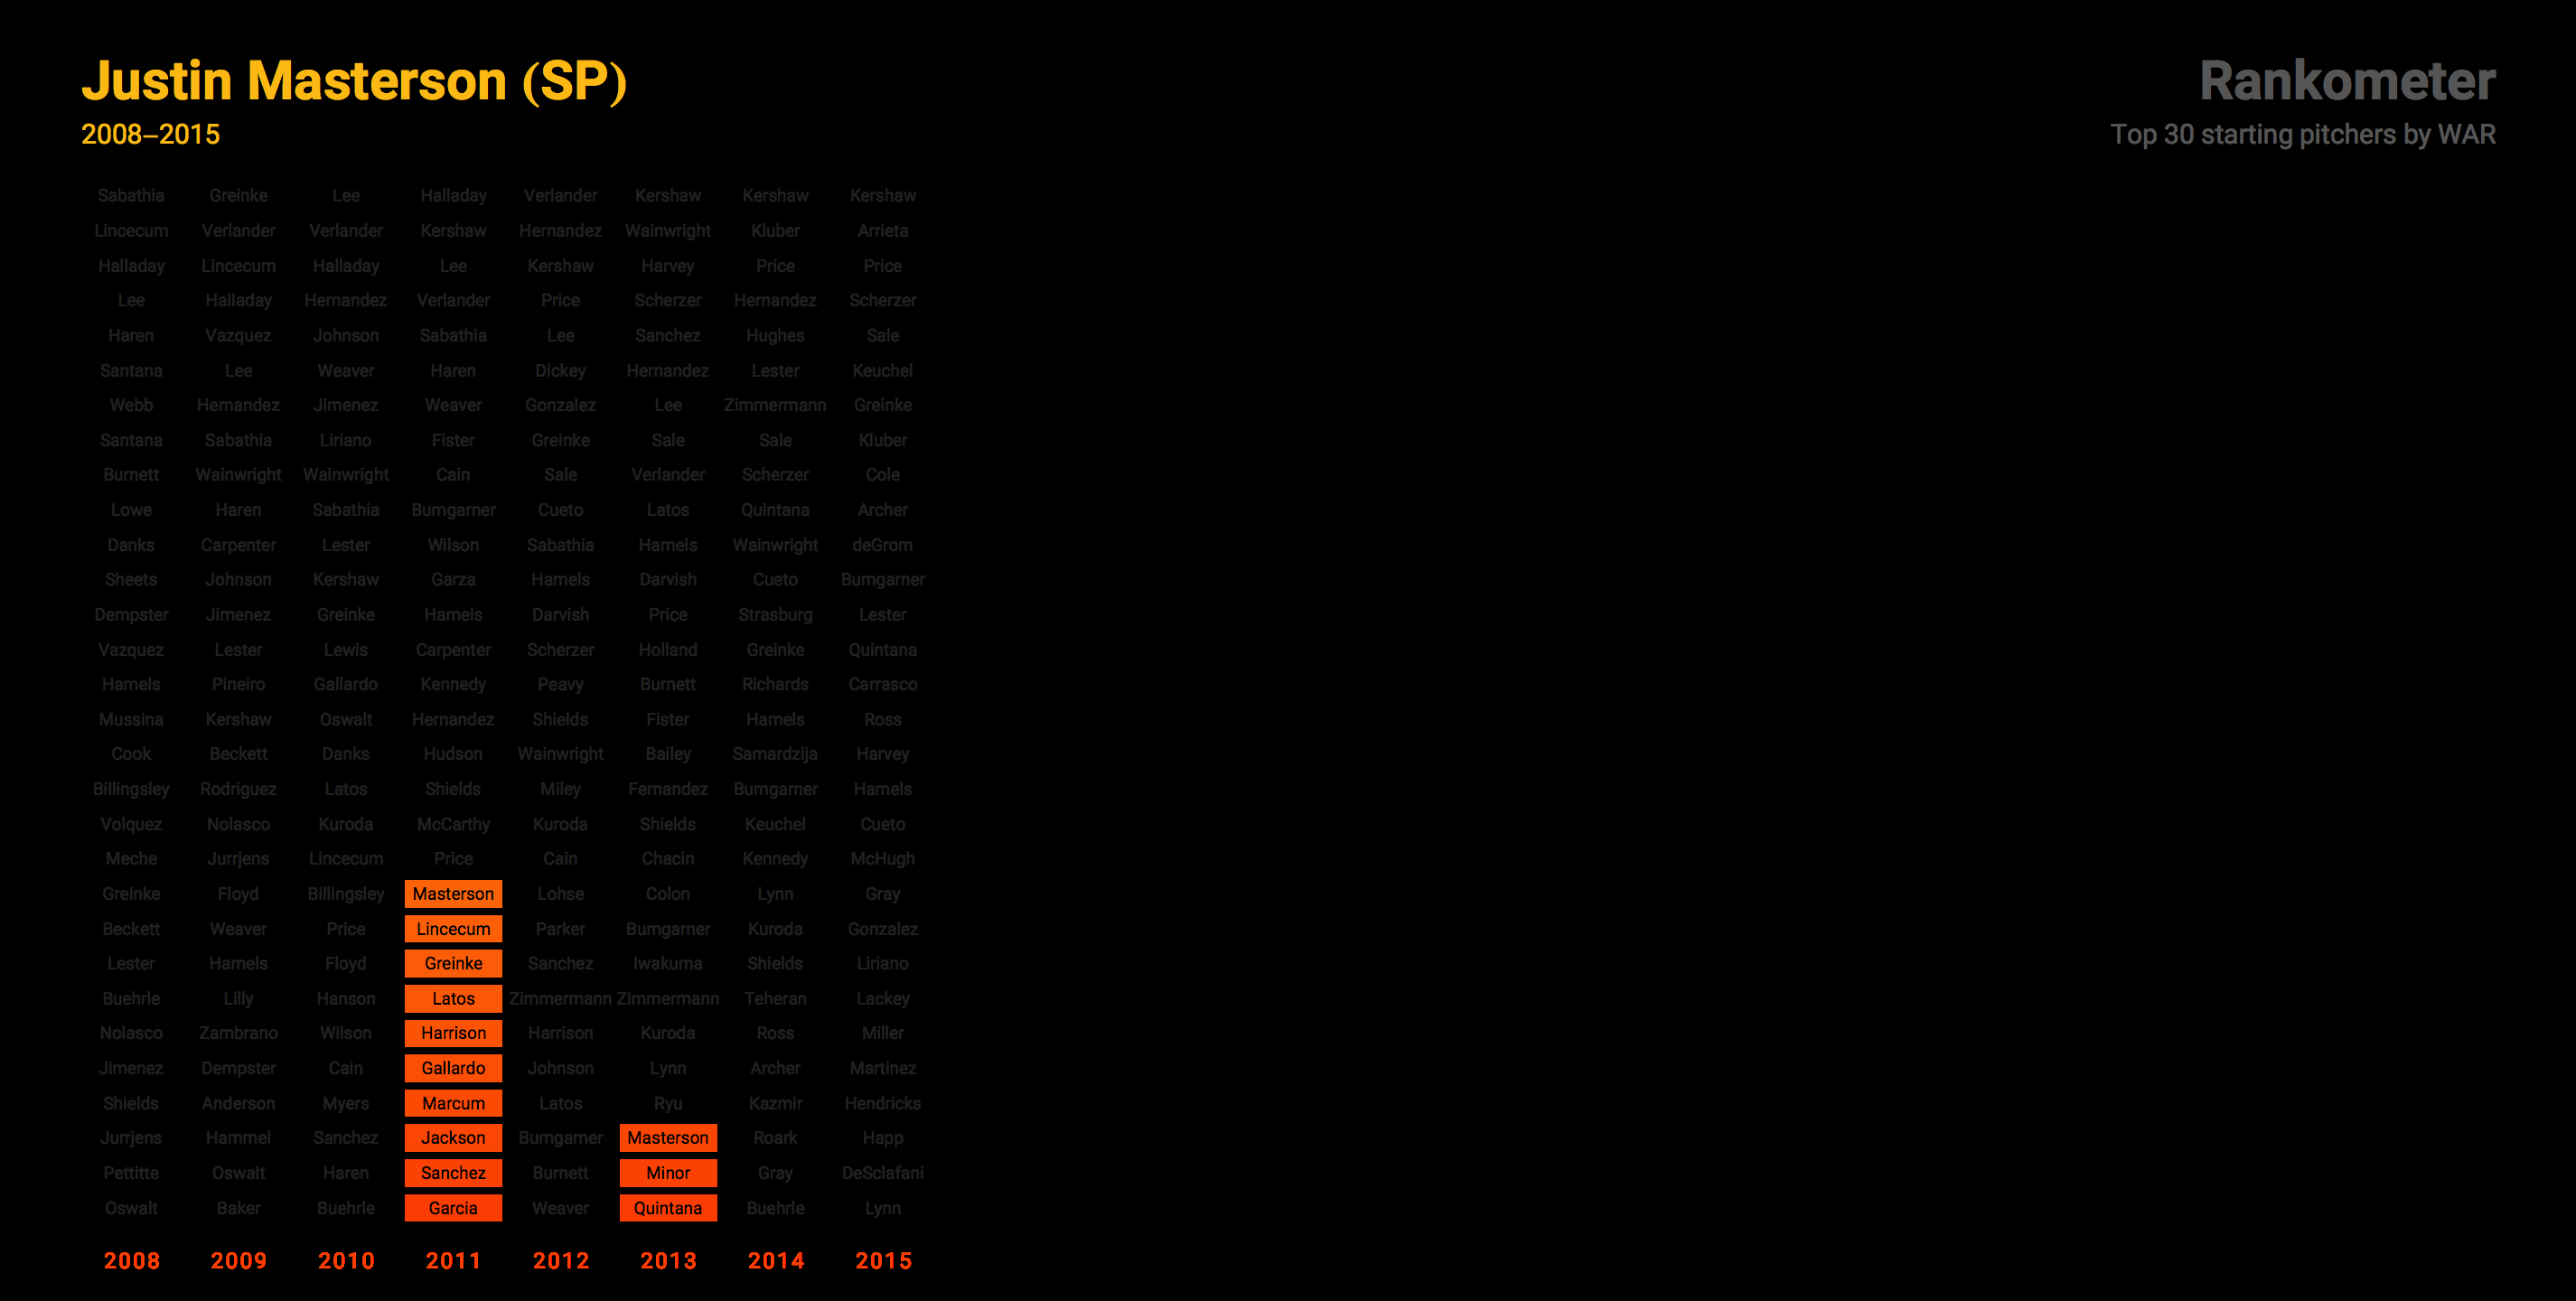 Justin Masterson (SP)
2008–2015
Rankometer
Top 30 starting pitchers by WAR
Sabathia Greinke Lee Halladay Verlander Kershaw Kershaw Kershaw
Lincecum Verlander Verlander Kershaw Hernandez Wainwright Kluber Arrieta
Halladay Lincecum Halladay Lee Kershaw Harvey Price Price
Lee Halladay Hernandez Verlander Price Scherzer Hernandez Scherzer
Haren Vazquez Johnson Sabathia Lee Sanchez Hughes Sale
Santana Lee Weaver Haren Dickey Hernandez Lester Keuchel
Webb Hernandez Jimenez Weaver Gonzalez Lee Zimmermann Greinke
Santana Sabathia Liriano Fister Greinke Sale Sale Kluber
Burnett Wainwright Wainwright Cain Sale Verlander Scherzer Cole
Lowe Haren Sabathia Bumgarner Cueto Latos Quintana Archer
Danks Carpenter Lester Wilson Sabathia Hamels Wainwright deGrom
Sheets Johnson Kershaw Garza Hamels Darvish Cueto Bumgarner
Dempster Jimenez Greinke Hamels Darvish Price Strasburg Lester
Vazquez Lester Lewis Carpenter Scherzer Holland Greinke Quintana
Hamels Pineiro Gallardo Kennedy Peavy Burnett Richards Carrasco
Mussina Kershaw Oswalt Hernandez Shields Fister Hamels Ross
Cook Beckett Danks Hudson Wainwright Bailey Samardzija Harvey
Billingsley Rodriguez Latos Shields Miley Fernandez Bumgarner Hamels
Volquez Nolasco Kuroda McCarthy Kuroda Shields Keuchel Cueto
Meche Jurrjens Lincecum Price Cain Chacin Kennedy McHugh
Greinke Floyd Billingsley Masterson Lohse Colon Lynn Gray
Beckett Weaver Price Lincecum Parker Bumgarner Kuroda Gonzalez
Lester Hamels Floyd Greinke Sanchez Iwakuma Shields Liriano
Buehrle Lilly Hanson Latos Zimmermann Zimmermann Teheran Lackey
Nolasco Zambrano Wilson Harrison Harrison Kuroda Ross Miller
Jimenez Dempster Cain Gallardo Johnson Lynn Archer Martinez
Shields Anderson Myers Marcum Latos Ryu Kazmir Hendricks
Jurrjens Hammel Sanchez Jackson Bumgarner Masterson Roark Happ
Pettitte Oswalt Haren Sanchez Burnett Minor Gray DeSclafani
Oswalt Baker Buehrle Garcia Weaver Quintana Buehrle Lynn
2008 2009 2010 2011 2012 2013 2014 2015